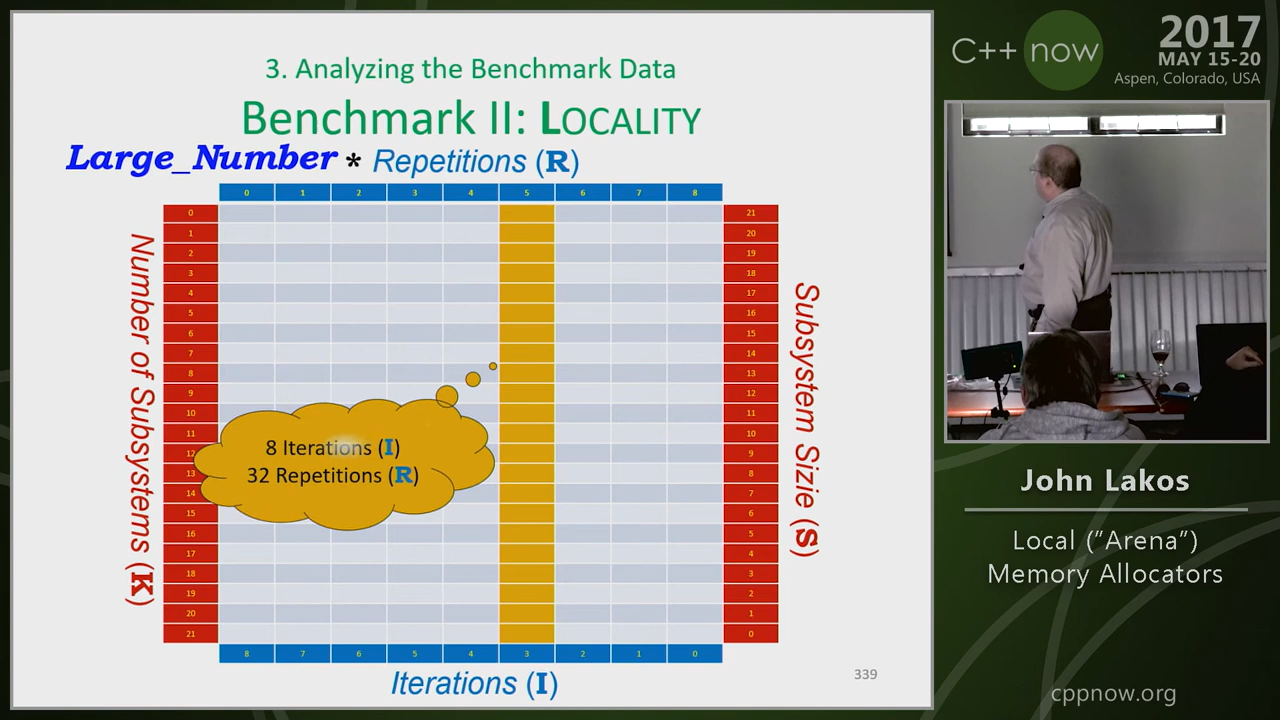 3. Analyzing the Benchmark Data
Benchmark II: LOCALITY
Large_Number * Repetitions (R)
0 1 2 3 4 5 6 7 8
0 21
1 20
2 19
3 18
4 17
5 16
6 15
7 14
8 13
9 12
10 11
11 10
12 9
13 8
14 7
15 6
16 5
17 4
18 3
19 2
20 1
21 0
8 7 6 5 4 3 2 1 0
Number of Subsystems (K)
Subsystem Sizie (S)
8 Iterations (I)
32 Repetitions (R)
Iterations (I)
339
C++ now
2017
MAY 15-20
Aspen, Colorado, USA
John Lakos
Local ("Arena")
Memory Allocators
cppnow.org